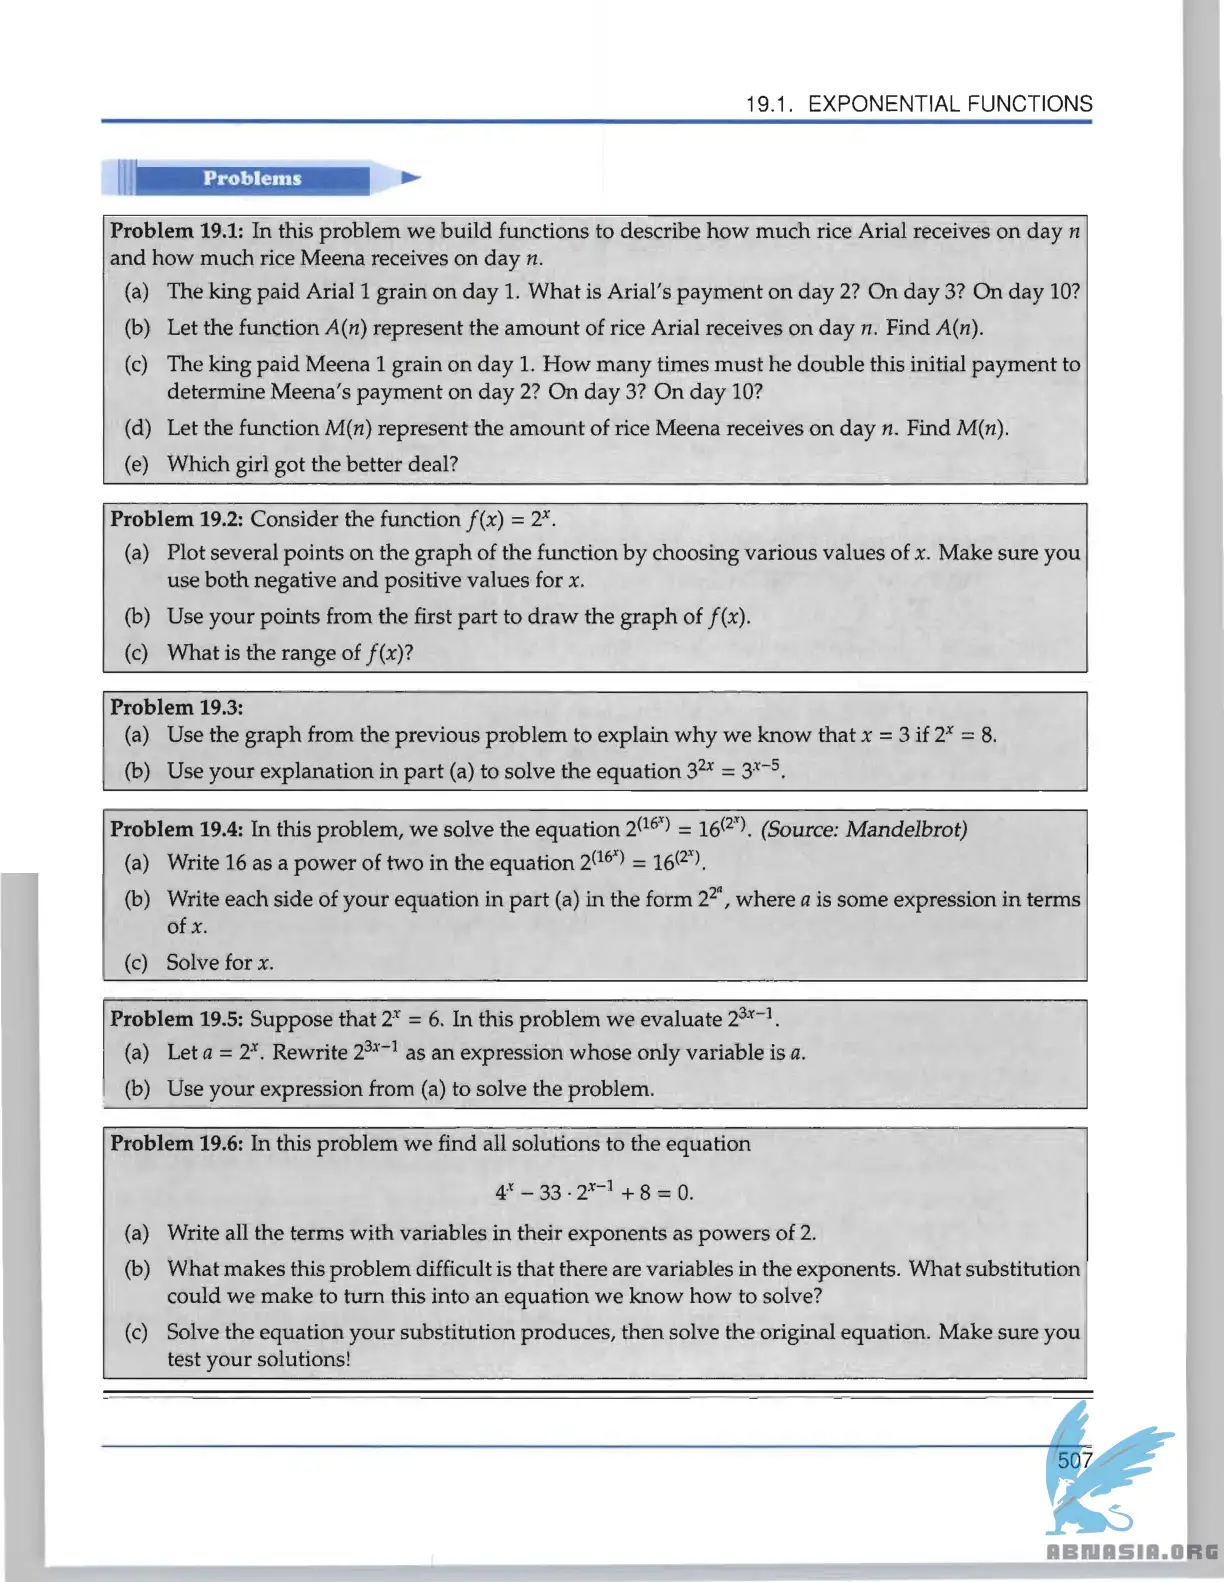 19.1. EXPONENTIAL FUNCTIONS
Problems
Problem 19.1: In this problem we build functions to describe how much rice Arial receives on day n
and how much rice Meena receives on day n.
(a) The king paid Arial 1 grain on day 1. What is Arial's payment on day 2? On day 3? On day 10?
(b) Let the function A(n) represent the amount of rice Arial receives on day n. Find A(n).
(c) The king paid Meena 1 grain on day 1. How many times must he double this initial payment to
determine Meena's payment on day 2? On day 3? On day 10?
(d) Let the function M(n) represent the amount of rice Meena receives on day n. Find M(n).
(e) Which girl got the better deal?
Problem 19.2: Consider the function f(x) = 2^x.
(a) Plot several points on the graph of the function by choosing various values of x. Make sure you
use both negative and positive values for x.
(b) Use your points from the first part to draw the graph of f(x).
(c) What is the range of f(x)?
Problem 19.3:
(a) Use the graph from the previous problem to explain why we know that x = 3 if 2^x = 8.
(b) Use your explanation in part (a) to solve the equation 3^{2x} = 3^{x-5}.
Problem 19.4: In this problem, we solve the equation 2^{(16^x)} = 16^{(2^x)}. (Source: Mandelbrot)
(a) Write 16 as a power of two in the equation 2^{(16^x)} = 16^{(2^x)}.
(b) Write each side of your equation in part (a) in the form 2^{2^a}, where a is some expression in terms
of x.
(c) Solve for x.
Problem 19.5: Suppose that 2^x = 6. In this problem we evaluate 2^{3x-1}.
(a) Let a = 2^x. Rewrite 2^{3x-1} as an expression whose only variable is a.
(b) Use your expression from (a) to solve the problem.
Problem 19.6: In this problem we find all solutions to the equation
4^x − 33 · 2^{x-1} + 8 = 0.
(a) Write all the terms with variables in their exponents as powers of 2.
(b) What makes this problem difficult is that there are variables in the exponents. What substitution
could we make to turn this into an equation we know how to solve?
(c) Solve the equation your substitution produces, then solve the original equation. Make sure you
test your solutions!
507
ABNASIA.ORG